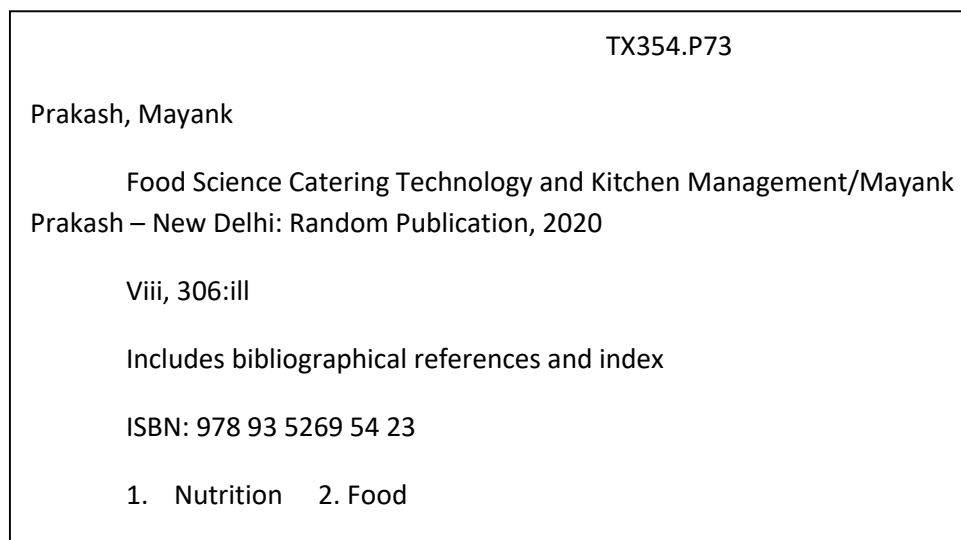 TX354.P73
Prakash, Mayank
Food Science Catering Technology and Kitchen Management/Mayank
Prakash – New Delhi: Random Publication, 2020
Viii, 306:ill
Includes bibliographical references and index
ISBN: 978 93 5269 54 23
1. Nutrition 2. Food